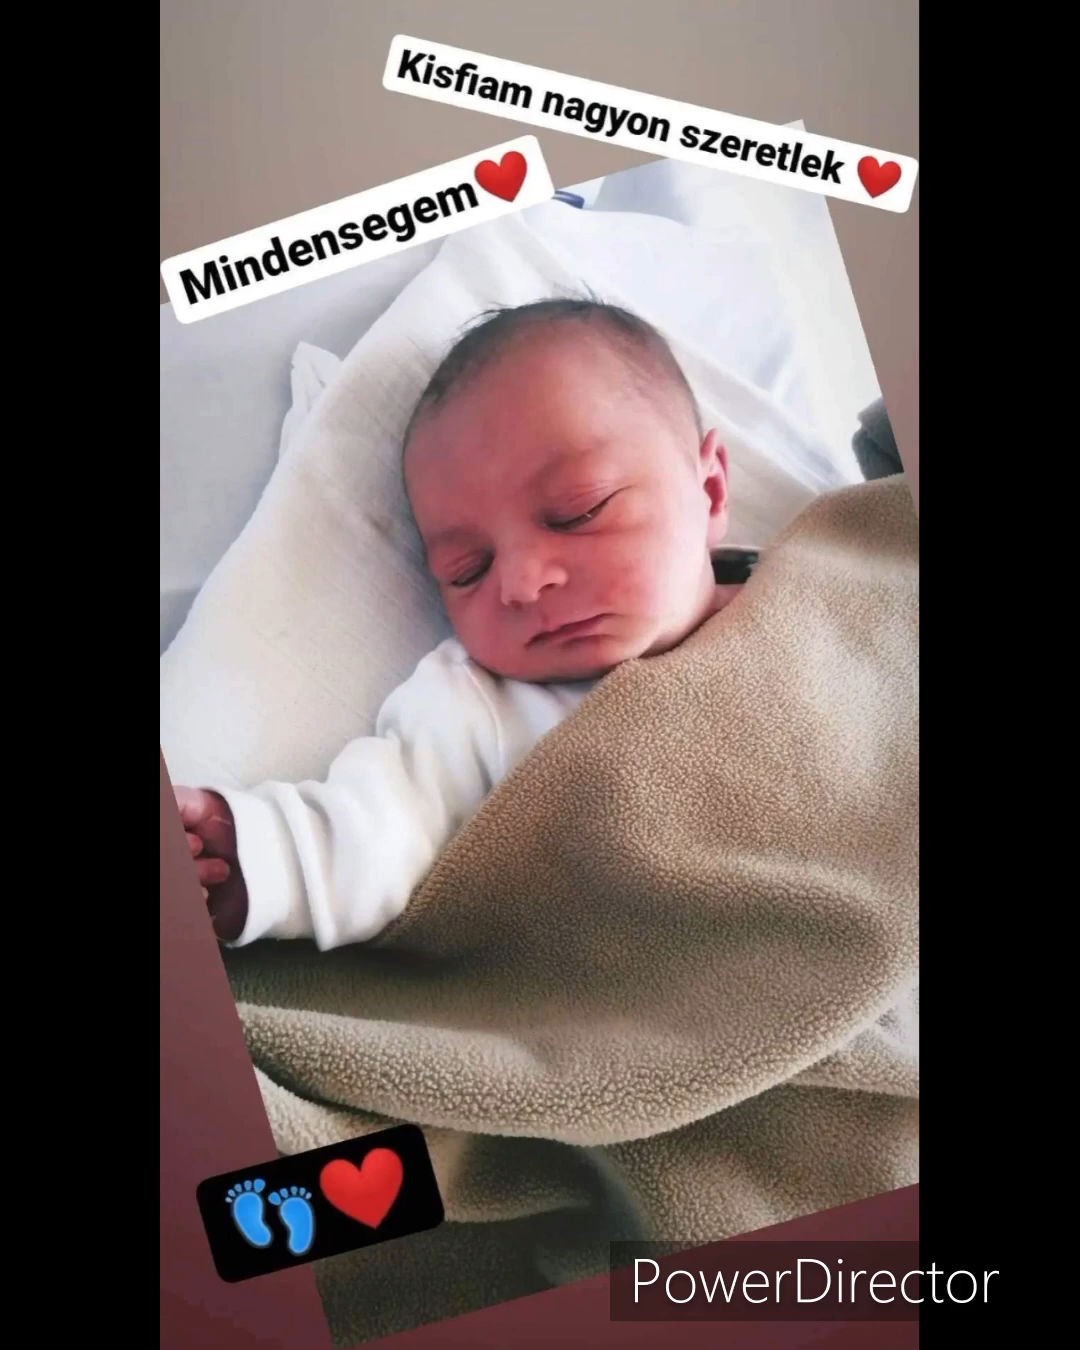 Kisfiam nagyon szeretlek ❤️
Mindensegem❤️
👣❤️
PowerDirector